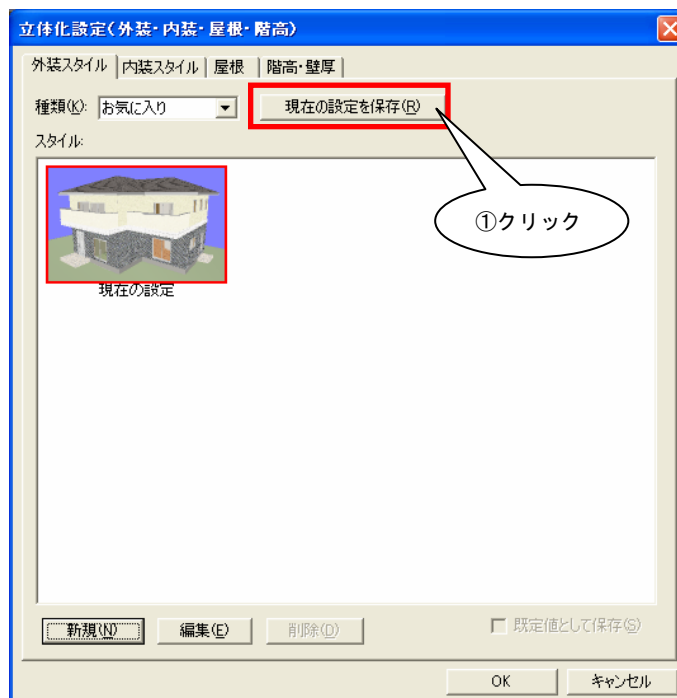 立体化設定(外装・内装・屋根・階高)
外装スタイル 内装スタイル 屋根 階高・壁厚
種類(K): お気に入り 現在の設定を保存(R)
スタイル:
①クリック
現在の設定
新規(N) 編集(E) 削除(D) 既定値として保存(S)
OK キャンセル